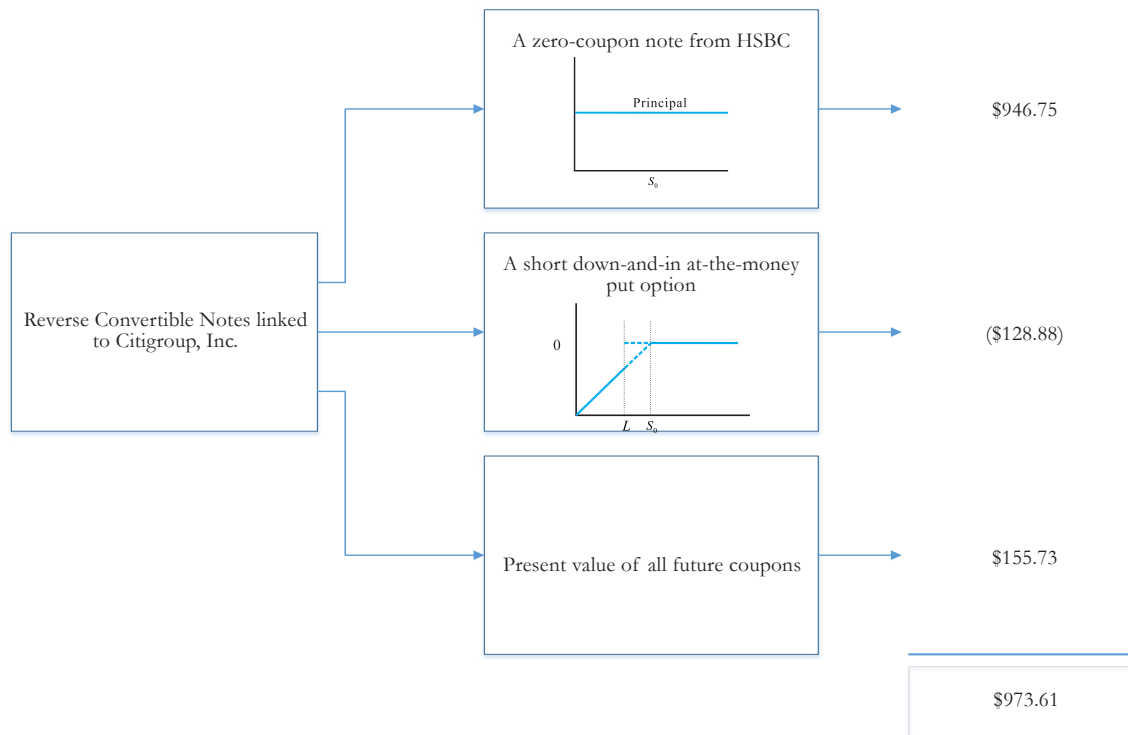 A zero-coupon note from HSBC
Principal
S₀
$946.75
Reverse Convertible Notes linked
to Citigroup, Inc.
A short down-and-in at-the-money
put option
0
L S₀
($128.88)
Present value of all future coupons
$155.73
$973.61